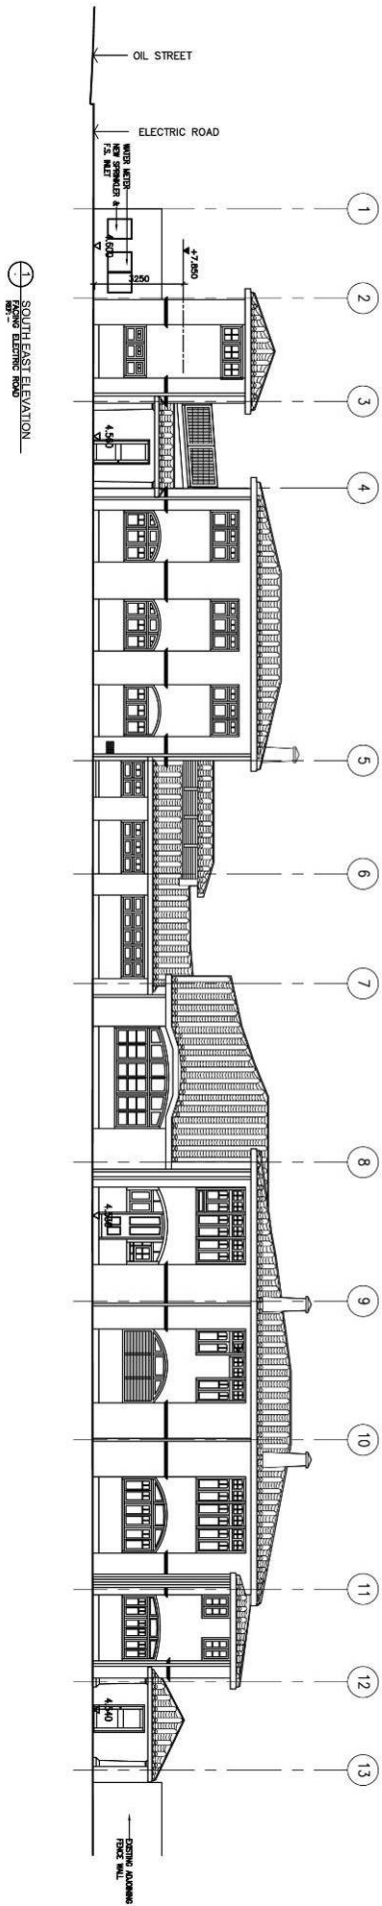 OIL STREET
ELECTRIC ROAD
WATER METER
NEW SPRINKLER &
F.S. INLET
1
2
3
4
5
6
7
8
9
10
11
12
13
+7.850
3250
4.600
4.560
4.540
EXISTING ADJOINING
FENCE WALL
1
SOUTH EAST ELEVATION
FACING ELECTRIC ROAD